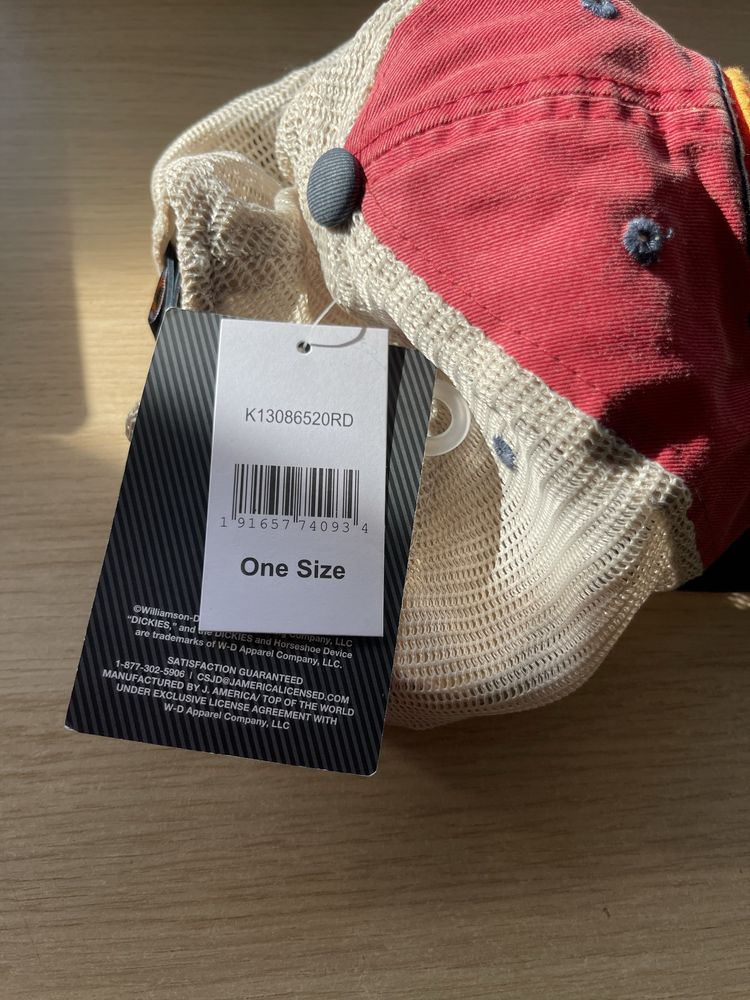 K13086520RD
1 91657 74093 4
One Size
©Williamson-D Company, LLC
"DICKIES," and the DICKIES and Horseshoe Device
are trademarks of W-D Apparel Company, LLC.
SATISFACTION GUARANTEED
1-877-302-5906 | CSJD@JAMERICALICENSED.COM
MANUFACTURED BY J. AMERICA/ TOP OF THE WORLD
UNDER EXCLUSIVE LICENSE AGREEMENT WITH
W-D Apparel Company, LLC